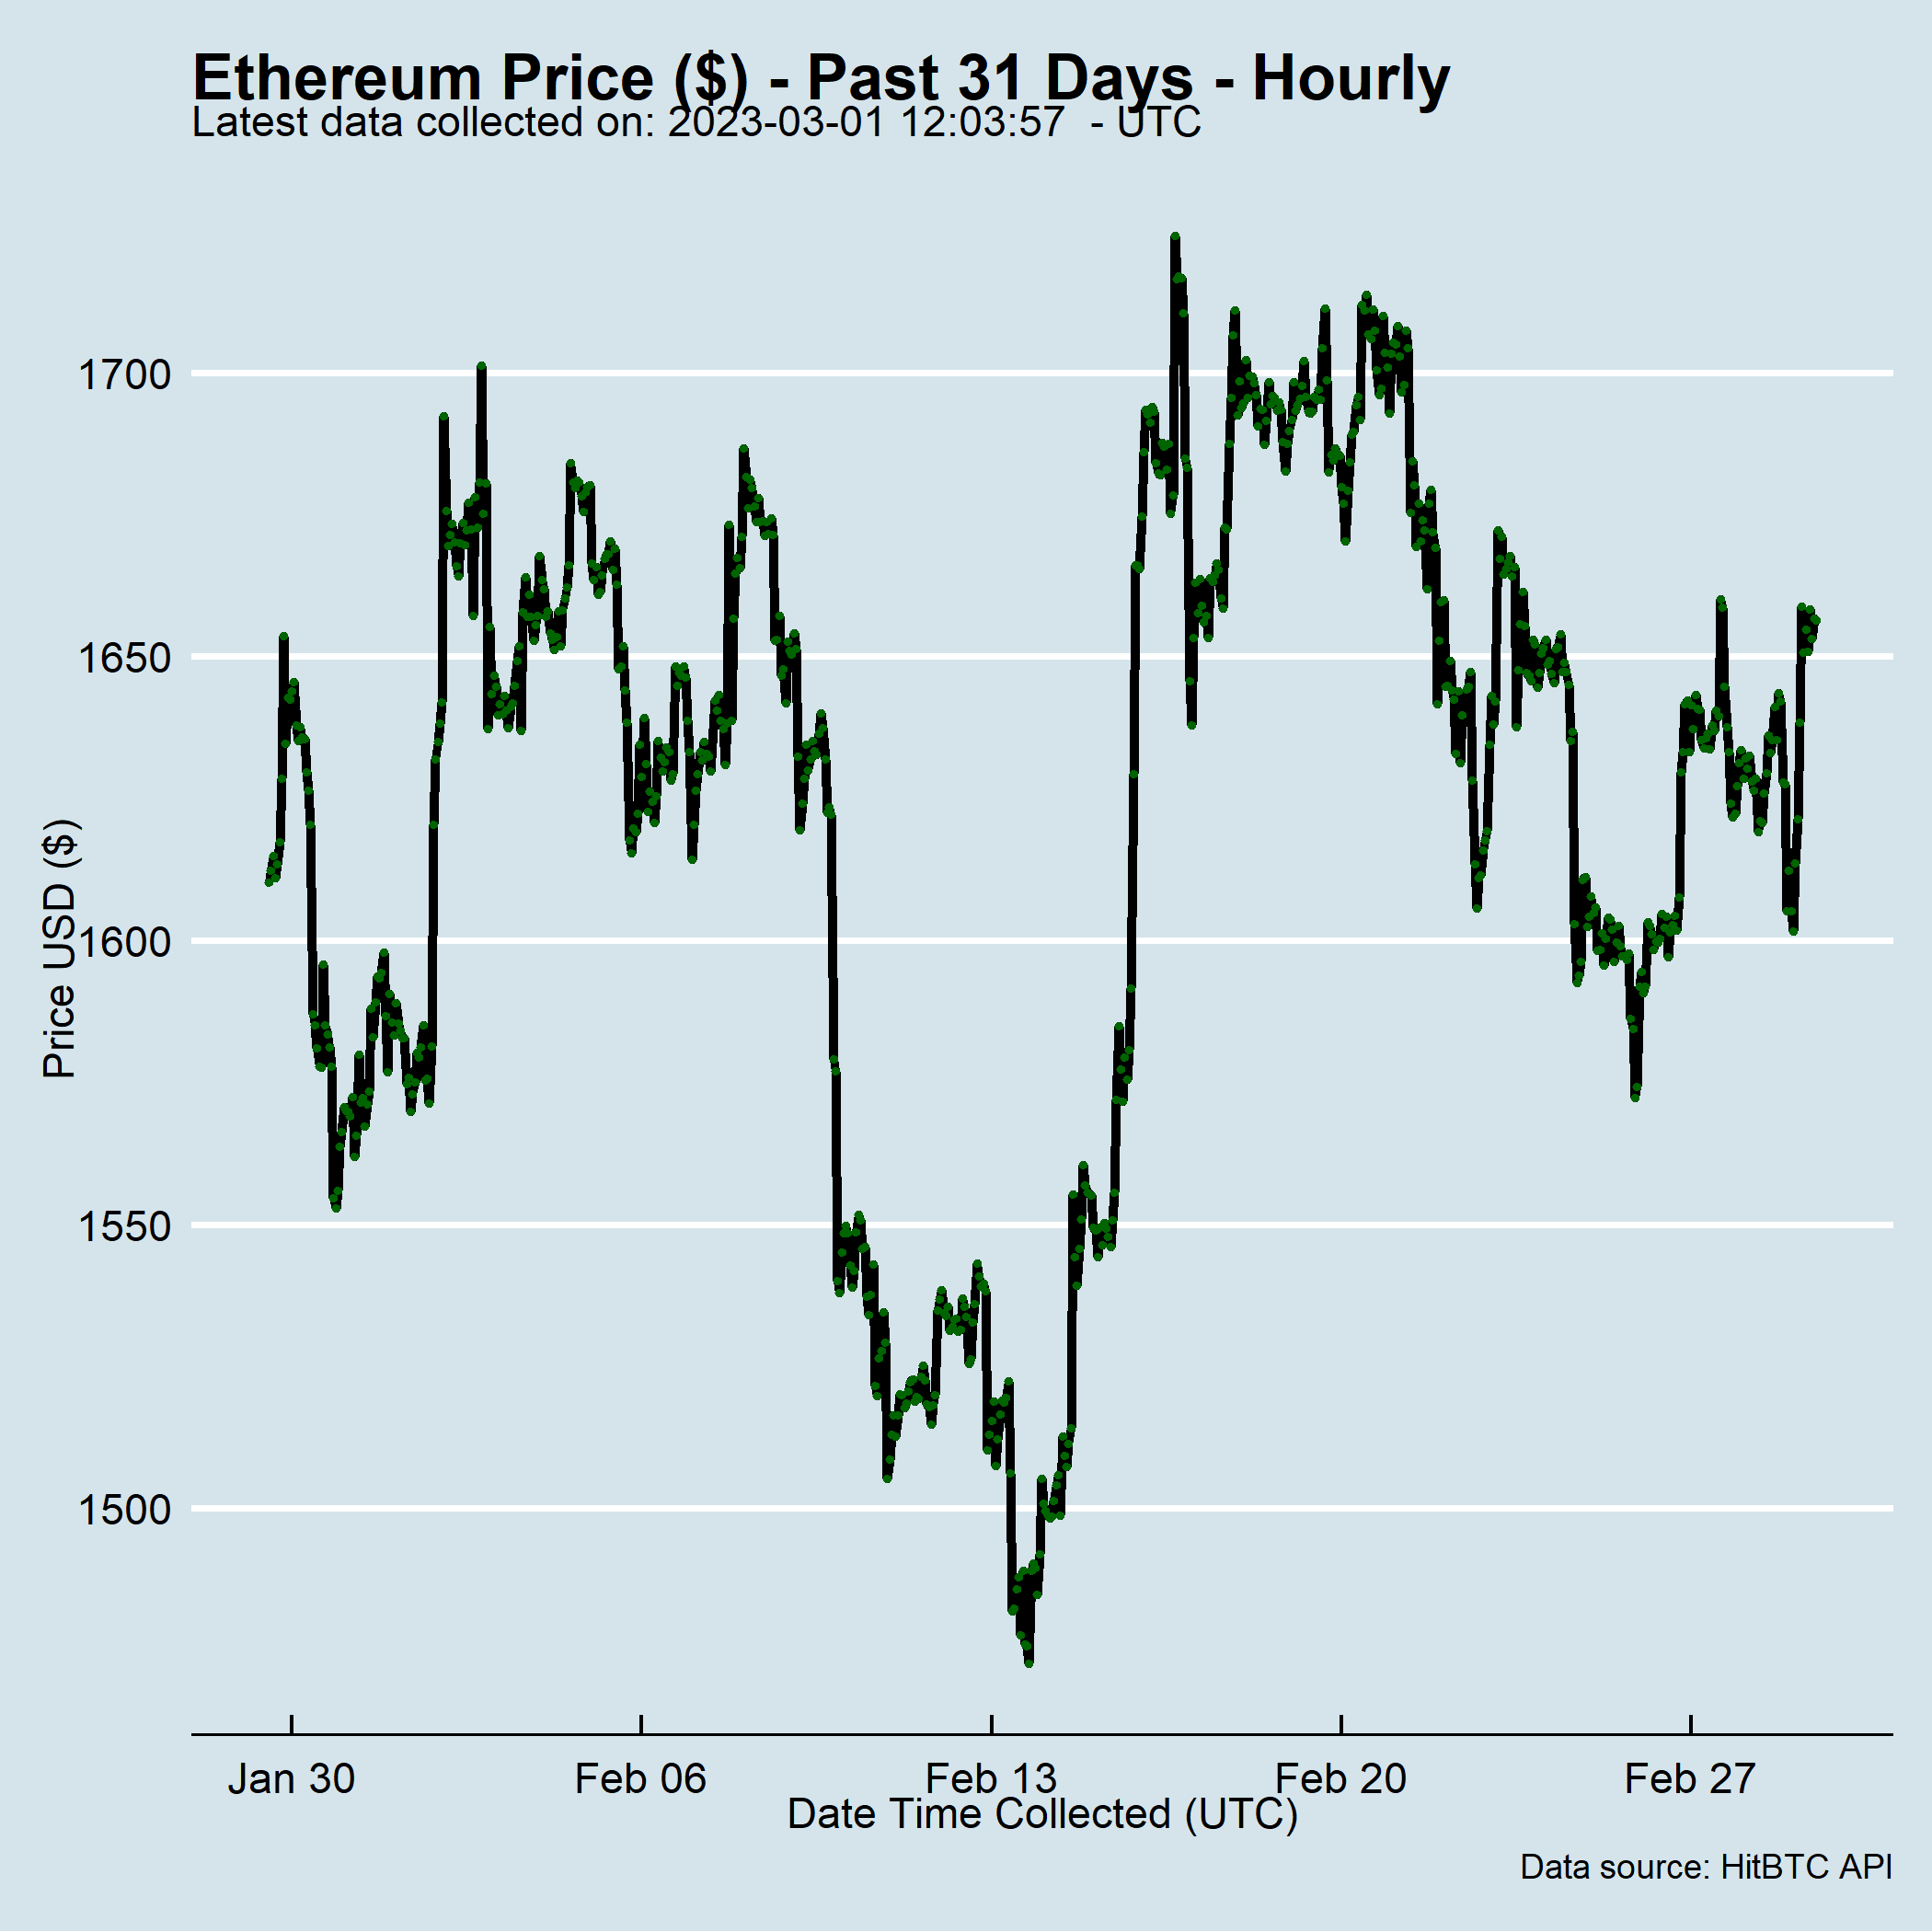 Ethereum Price ($) - Past 31 Days - Hourly
Latest data collected on: 2023-03-01 12:03:57  - UTC
Price USD ($)
1700
1650
1600
1550
1500
Jan 30
Feb 06
Feb 13
Feb 20
Feb 27
Date Time Collected (UTC)
Data source: HitBTC API